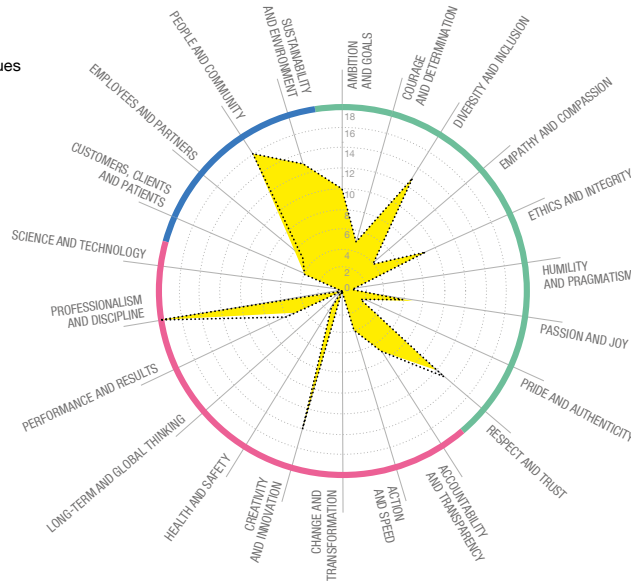 ues
AMBITION
AND GOALS
COURAGE
AND DETERMINATION
DIVERSITY AND INCLUSION
EMPATHY AND COMPASSION
ETHICS AND INTEGRITY
HUMILITY
AND PRAGMATISM
PASSION AND JOY
PRIDE AND AUTHENTICITY
RESPECT AND TRUST
ACCOUNTABILITY
AND TRANSPARENCY
ACTION
AND SPEED
CHANGE AND
TRANSFORMATION
CREATIVITY
AND INNOVATION
HEALTH AND SAFETY
LONG-TERM AND GLOBAL THINKING
PERFORMANCE AND RESULTS
PROFESSIONALISM
AND DISCIPLINE
SCIENCE AND TECHNOLOGY
CUSTOMERS, CLIENTS
AND PATIENTS
EMPLOYEES AND PARTNERS
PEOPLE AND COMMUNITY
SUSTAINABILITY
AND ENVIRONMENT
18
16
14
12
10
8
6
4
2
0